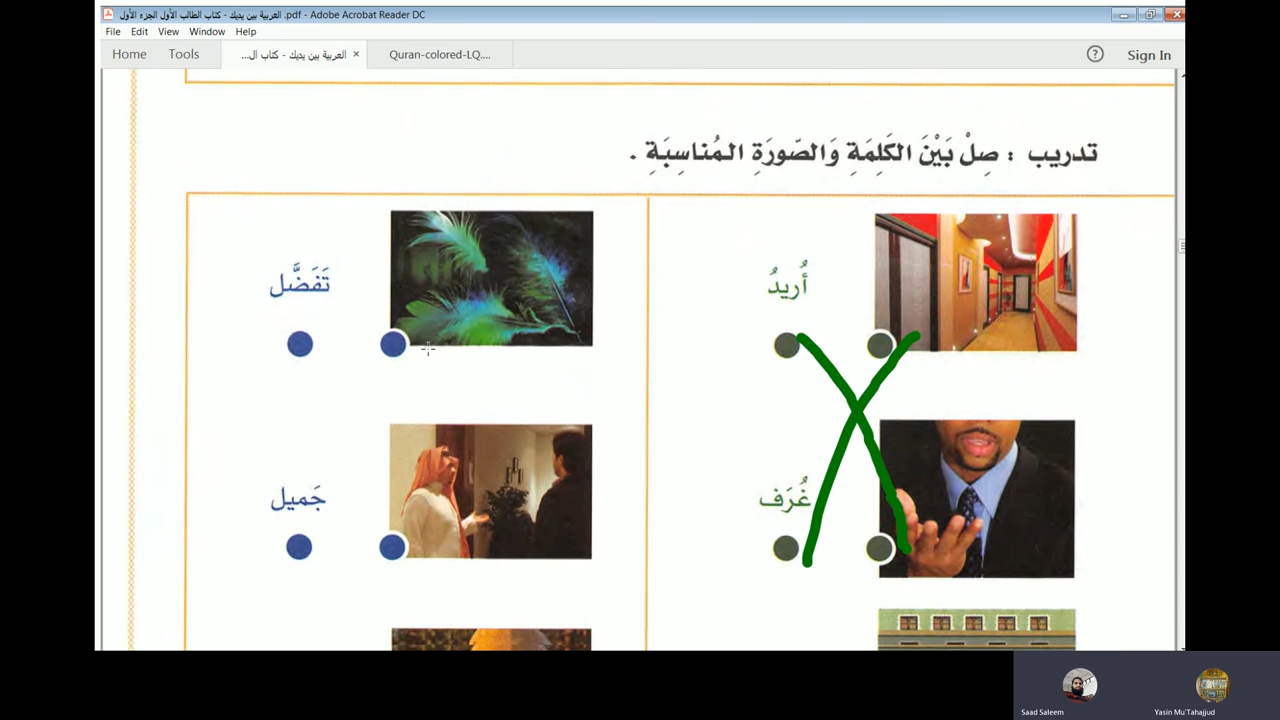 العربية بين يديك - كتاب الطالب الأول الجزء الأول.pdf - Adobe Acrobat Reader DC
File Edit View Window Help
Home Tools العربية بين يديك - كتاب ال... Quran-colored-LQ.... Sign In
تدريب : صِلْ بَيْنَ الكَلِمَةِ وَالصّورَةِ المُناسِبَةِ .
أُريدُ
تَفَضَّل
غُرَف
جَميل
Saad Saleem
Yasin Mu'Tahajjud